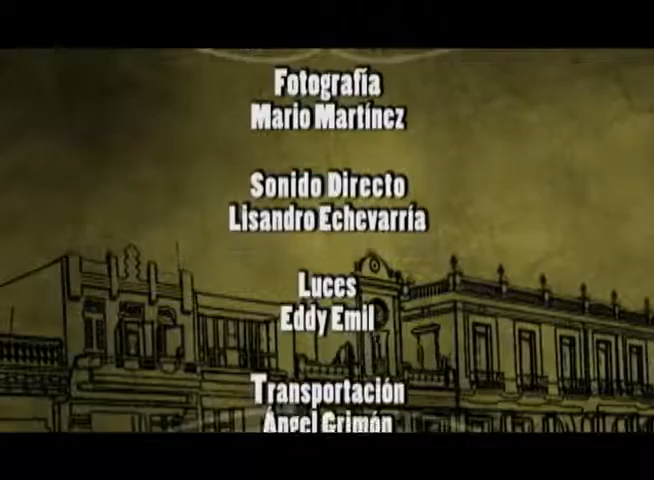 Fotografía
Mario Martínez
Sonido Directo
Lisandro Echevarría
Luces
Eddy Emil
Transportación
Ángel Grimón